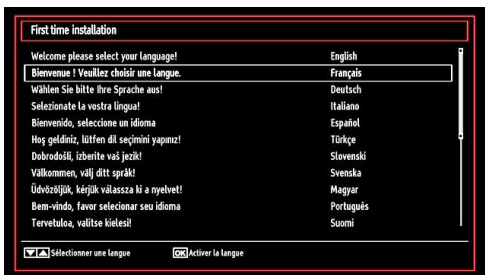 First time installation
Welcome please select your language! English
Bienvenue ! Veuillez choisir une langue. Français
Wählen Sie bitte Ihre Sprache aus! Deutsch
Selezionate la vostra lingua! Italiano
Bienvenido, seleccione un idioma Español
Hoş geldiniz, lütfen dil seçimini yapınız! Türkçe
Dobrodošli, izberite vaš jezik! Slovenski
Välkommen, välj ditt språk! Svenska
Üdvözöljük, kérjük válassza ki a nyelvet! Magyar
Bem-vindo, favor selecionar seu idioma Português
Tervetuloa, valitse kielesi! Suomi
Sélectionner une langue OK Activer la langue